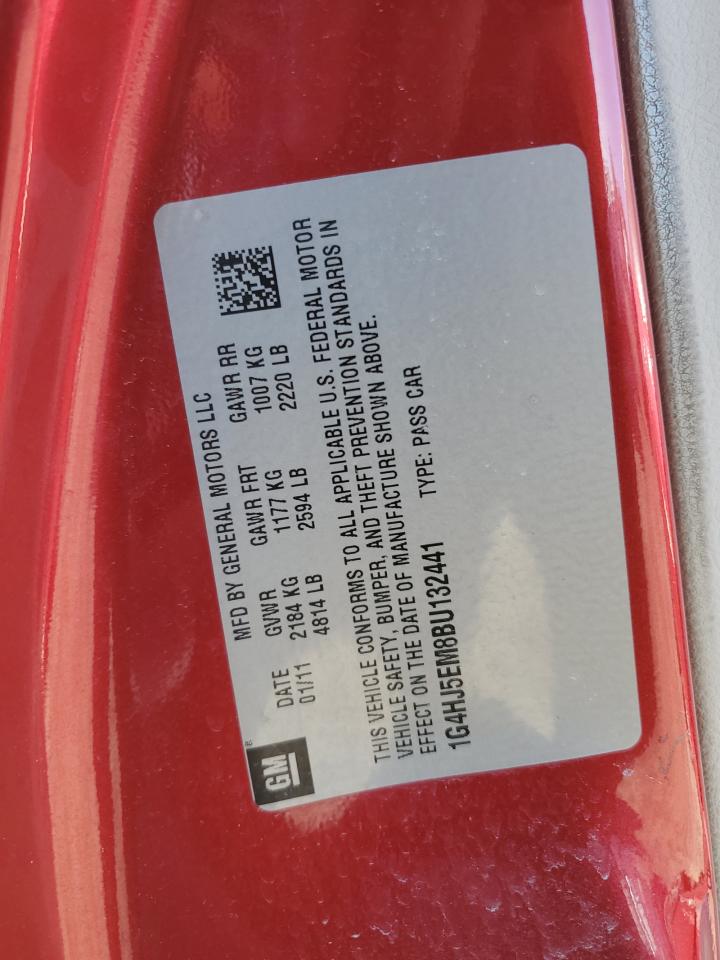 GM
MFD BY GENERAL MOTORS LLC
DATE GVWR GAWR FRT GAWR RR
01/11 2184 KG 1177 KG 1007 KG
4814 LB 2594 LB 2220 LB
THIS VEHICLE CONFORMS TO ALL APPLICABLE U.S. FEDERAL MOTOR
VEHICLE SAFETY, BUMPER, AND THEFT PREVENTION STANDARDS IN
EFFECT ON THE DATE OF MANUFACTURE SHOWN ABOVE.
1G4HJ5EM8BU132441 TYPE: PASS CAR